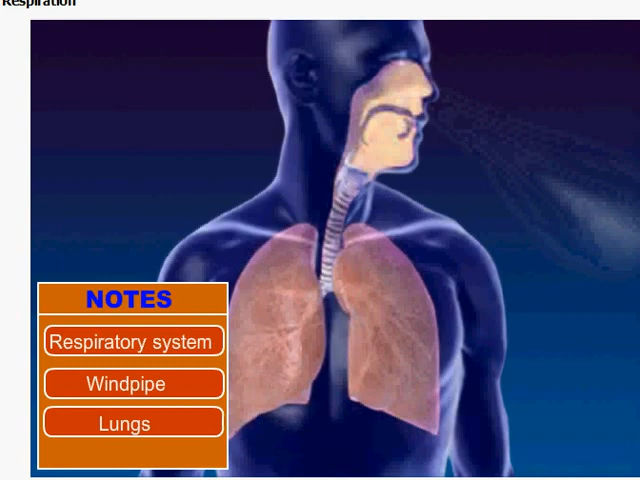 Respiration
NOTES
Respiratory system
Windpipe
Lungs